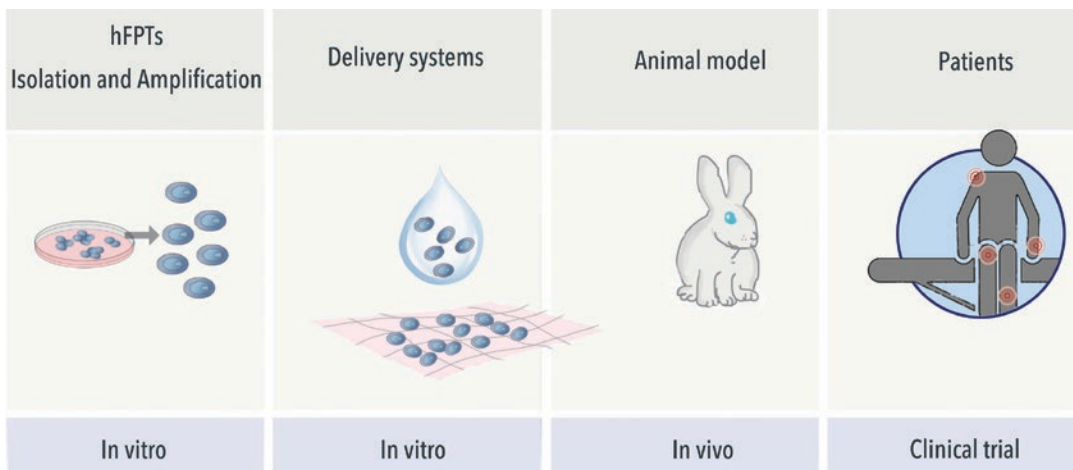 hFPTs
Isolation and Amplification
Delivery systems
Animal model
Patients
In vitro
In vitro
In vivo
Clinical trial